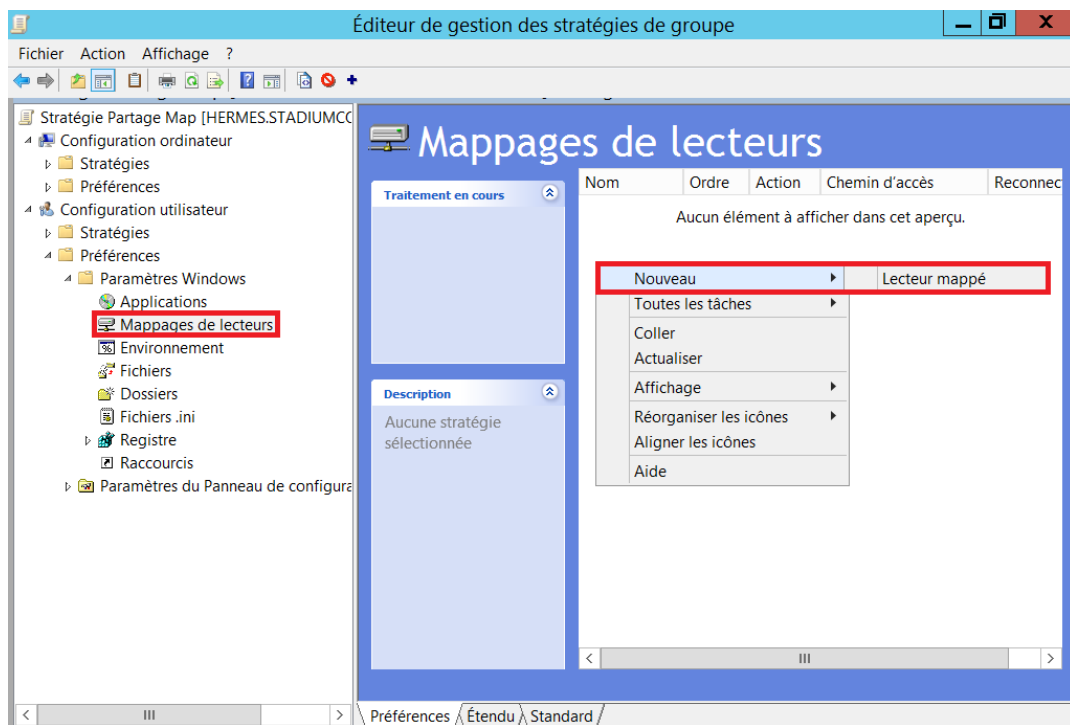 Éditeur de gestion des stratégies de groupe
Fichier Action Affichage ?
Stratégie Partage Map [HERMES.STADIUMCO
Configuration ordinateur
Stratégies
Préférences
Configuration utilisateur
Stratégies
Préférences
Paramètres Windows
Applications
Mappages de lecteurs
Environnement
Fichiers
Dossiers
Fichiers .ini
Registre
Raccourcis
Paramètres du Panneau de configura
Mappages de lecteurs
Traitement en cours
Description
Aucune stratégie
sélectionnée
Nom Ordre Action Chemin d'accès Reconnec
Aucun élément à afficher dans cet aperçu.
Nouveau
Lecteur mappé
Toutes les tâches
Coller
Actualiser
Affichage
Réorganiser les icônes
Aligner les icônes
Aide
Préférences Étendu Standard